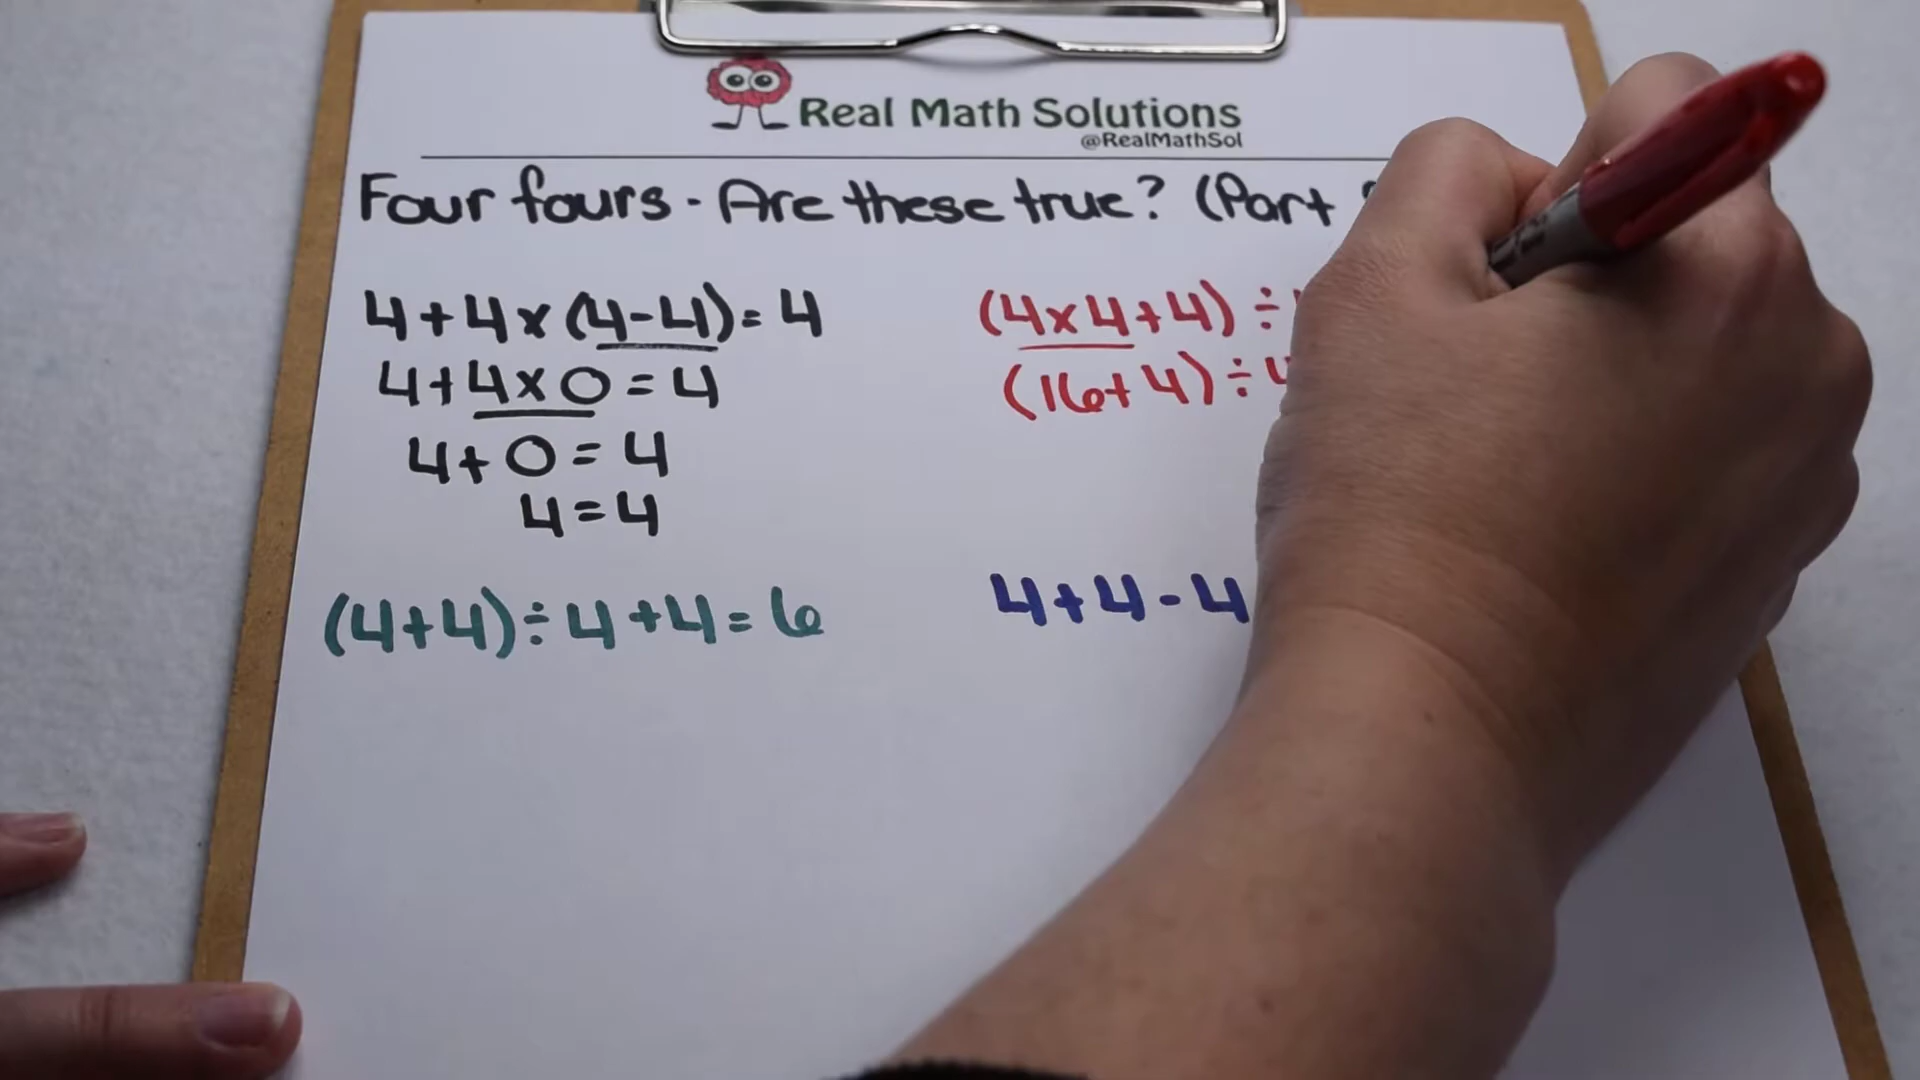 Real Math Solutions
@RealMathSol
Four fours - Are these true? (Part
4+4x(4-4)=4
4+4x0=4
4+0=4
4=4
(4x4+4)÷
(16+4)÷4
(4+4)÷4+4=6
4+4-4